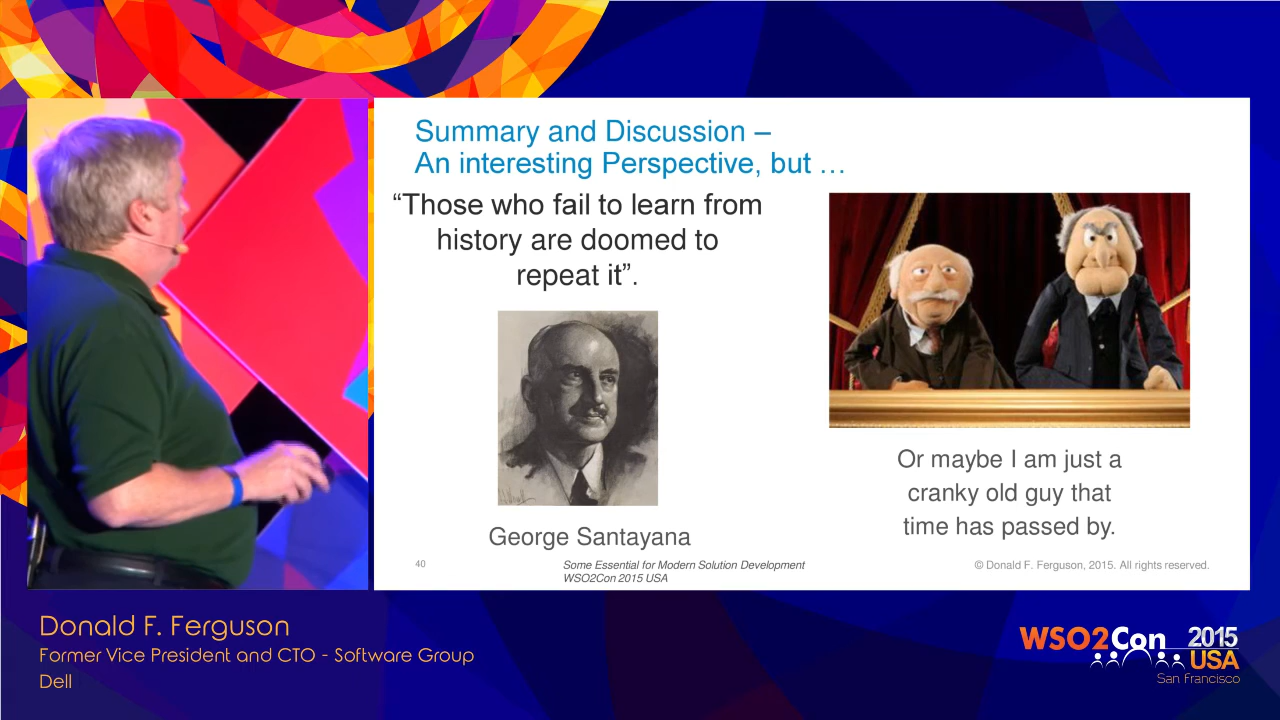 Summary and Discussion –
An interesting Perspective, but …
“Those who fail to learn from
history are doomed to
repeat it”.
George Santayana
Or maybe I am just a
cranky old guy that
time has passed by.
40
Some Essential for Modern Solution Development
WSO2Con 2015 USA
© Donald F. Ferguson, 2015. All rights reserved.
Donald F. Ferguson
Former Vice President and CTO - Software Group
Dell
WSO2Con 2015
USA
San Francisco